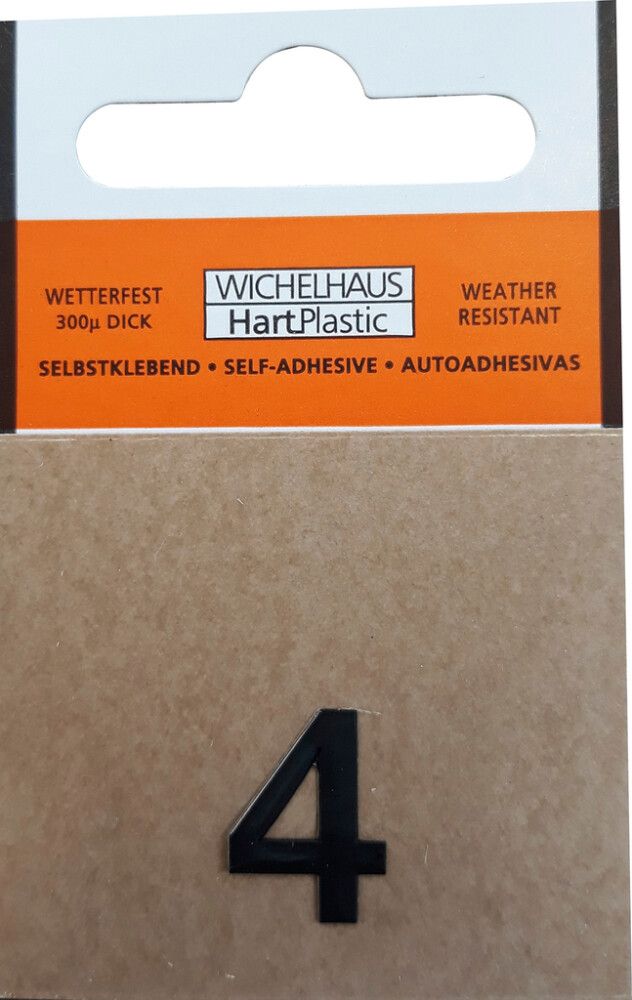 WETTERFEST
300µ DICK
WICHELHAUS
HartPlastic
WEATHER
RESISTANT
SELBSTKLEBEND • SELF-ADHESIVE • AUTOADHESIVAS
4